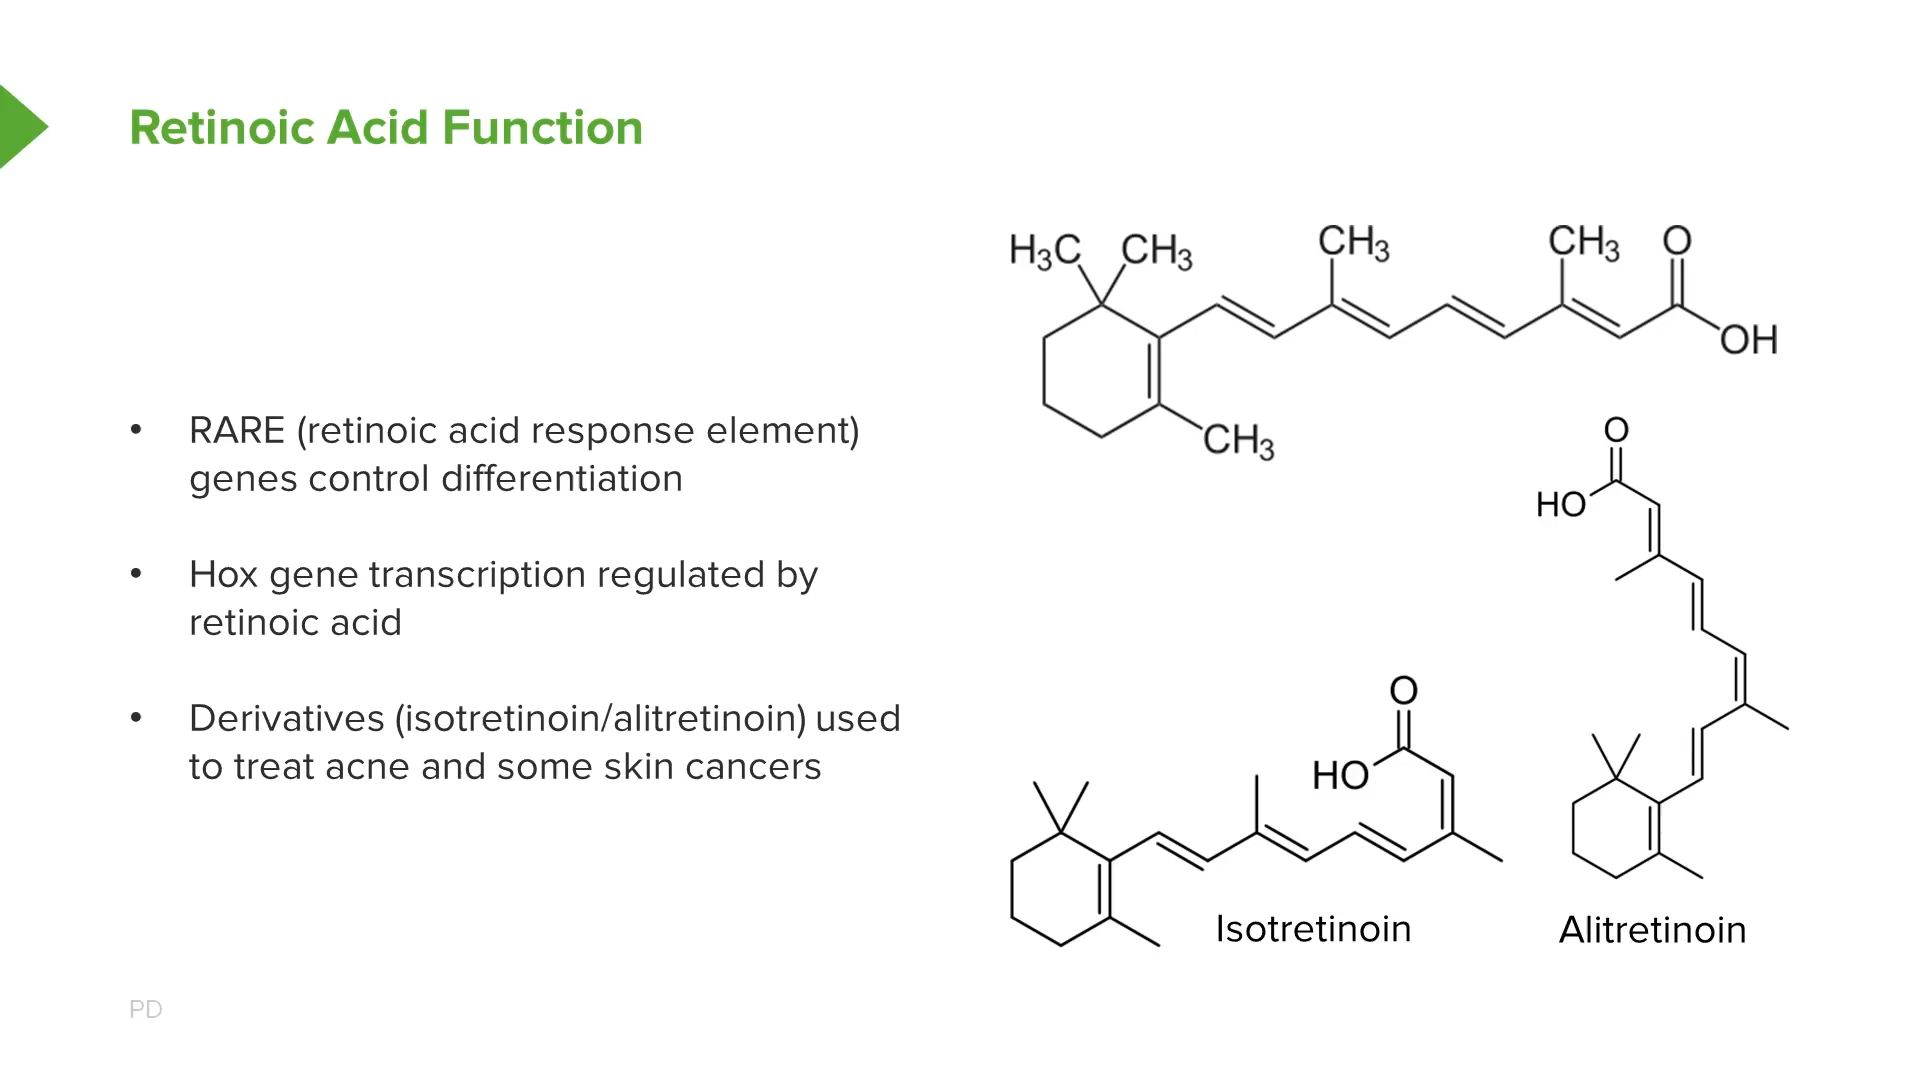 Retinoic Acid Function
• RARE (retinoic acid response element)
genes control differentiation
• Hox gene transcription regulated by
retinoic acid
• Derivatives (isotretinoin/alitretinoin) used
to treat acne and some skin cancers
H₃C CH₃ CH₃ CH₃ O
OH
CH₃
O
HO
O
HO
Isotretinoin
Alitretinoin
PD